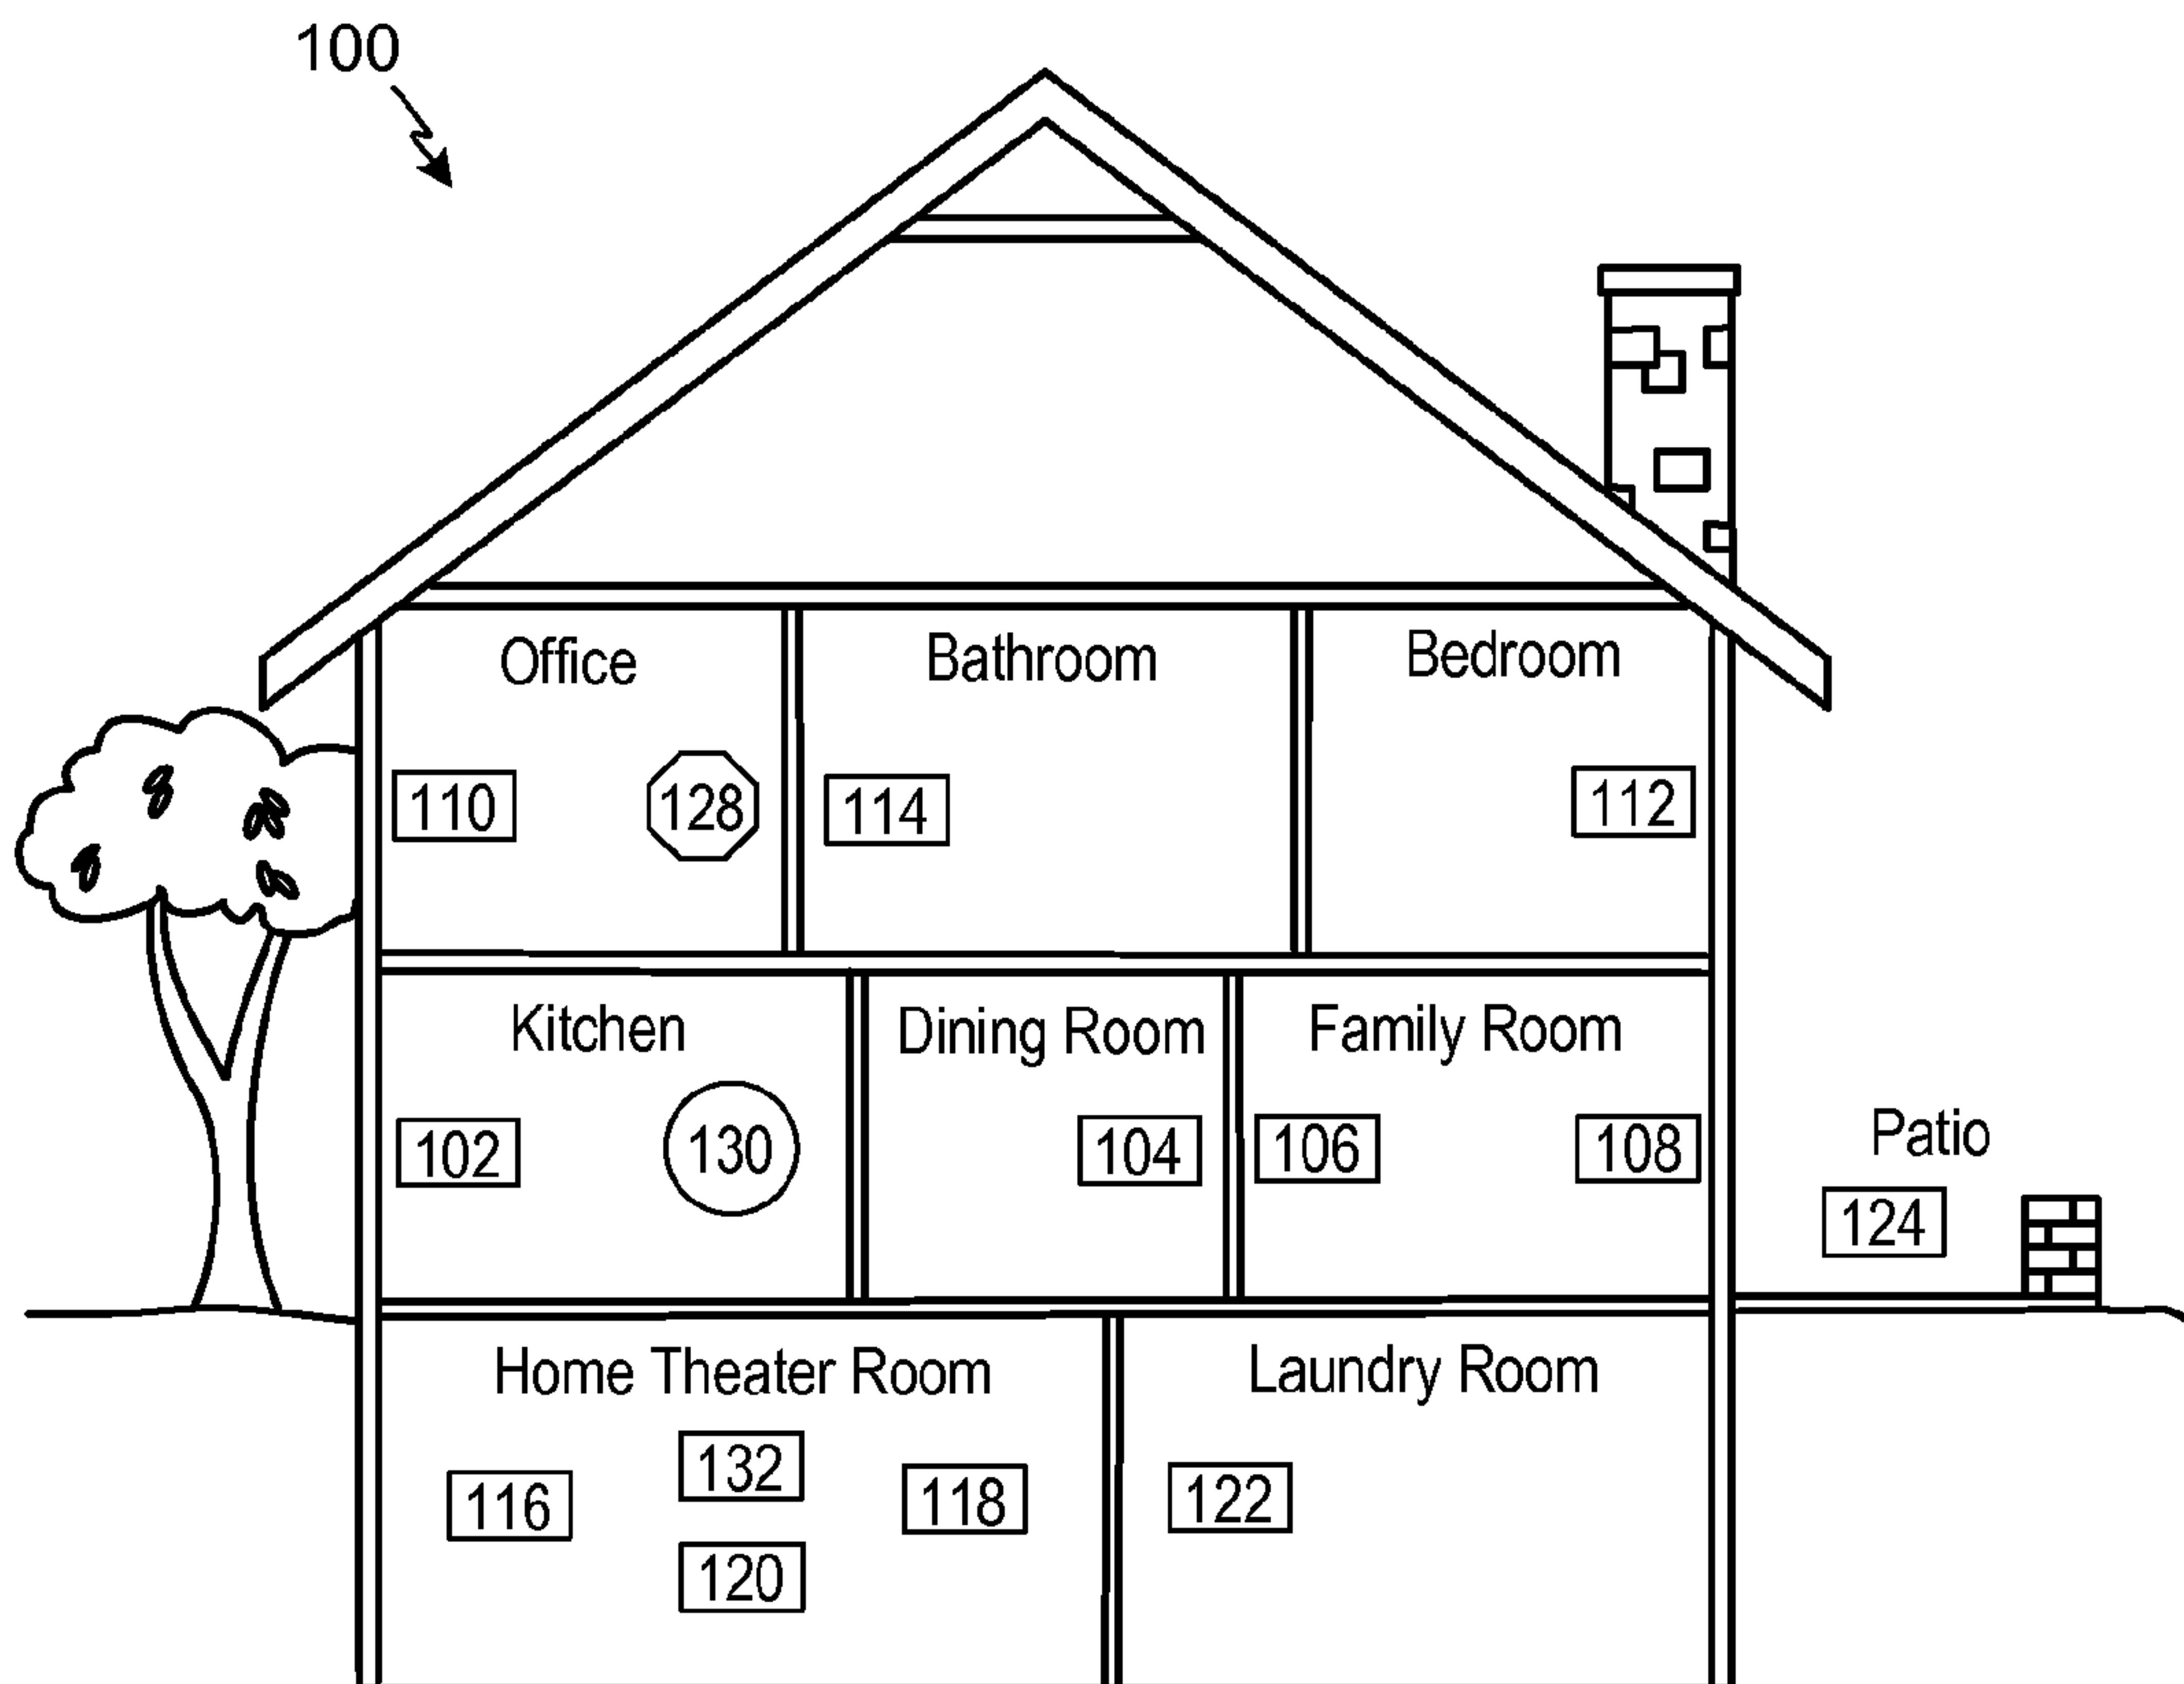 100
Office
Bathroom
Bedroom
110
128
114
112
Kitchen
Dining Room
Family Room
102
130
104
106
108
Patio
124
Home Theater Room
Laundry Room
116
132
118
120
122